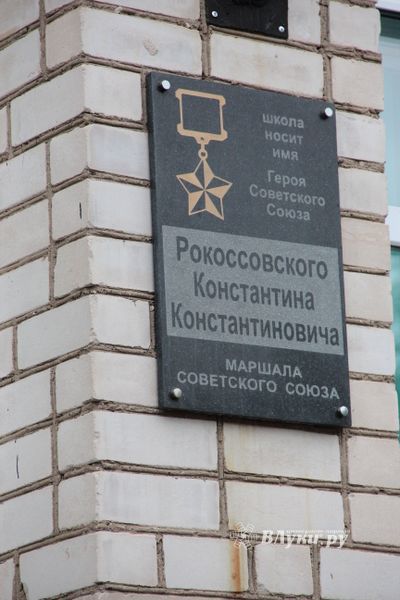 школа
носит
имя
Героя
Советского
Союза
Рокоссовского
Константина
Константиновича
МАРШАЛА
СОВЕТСКОГО СОЮЗА
ВЛуки.ру